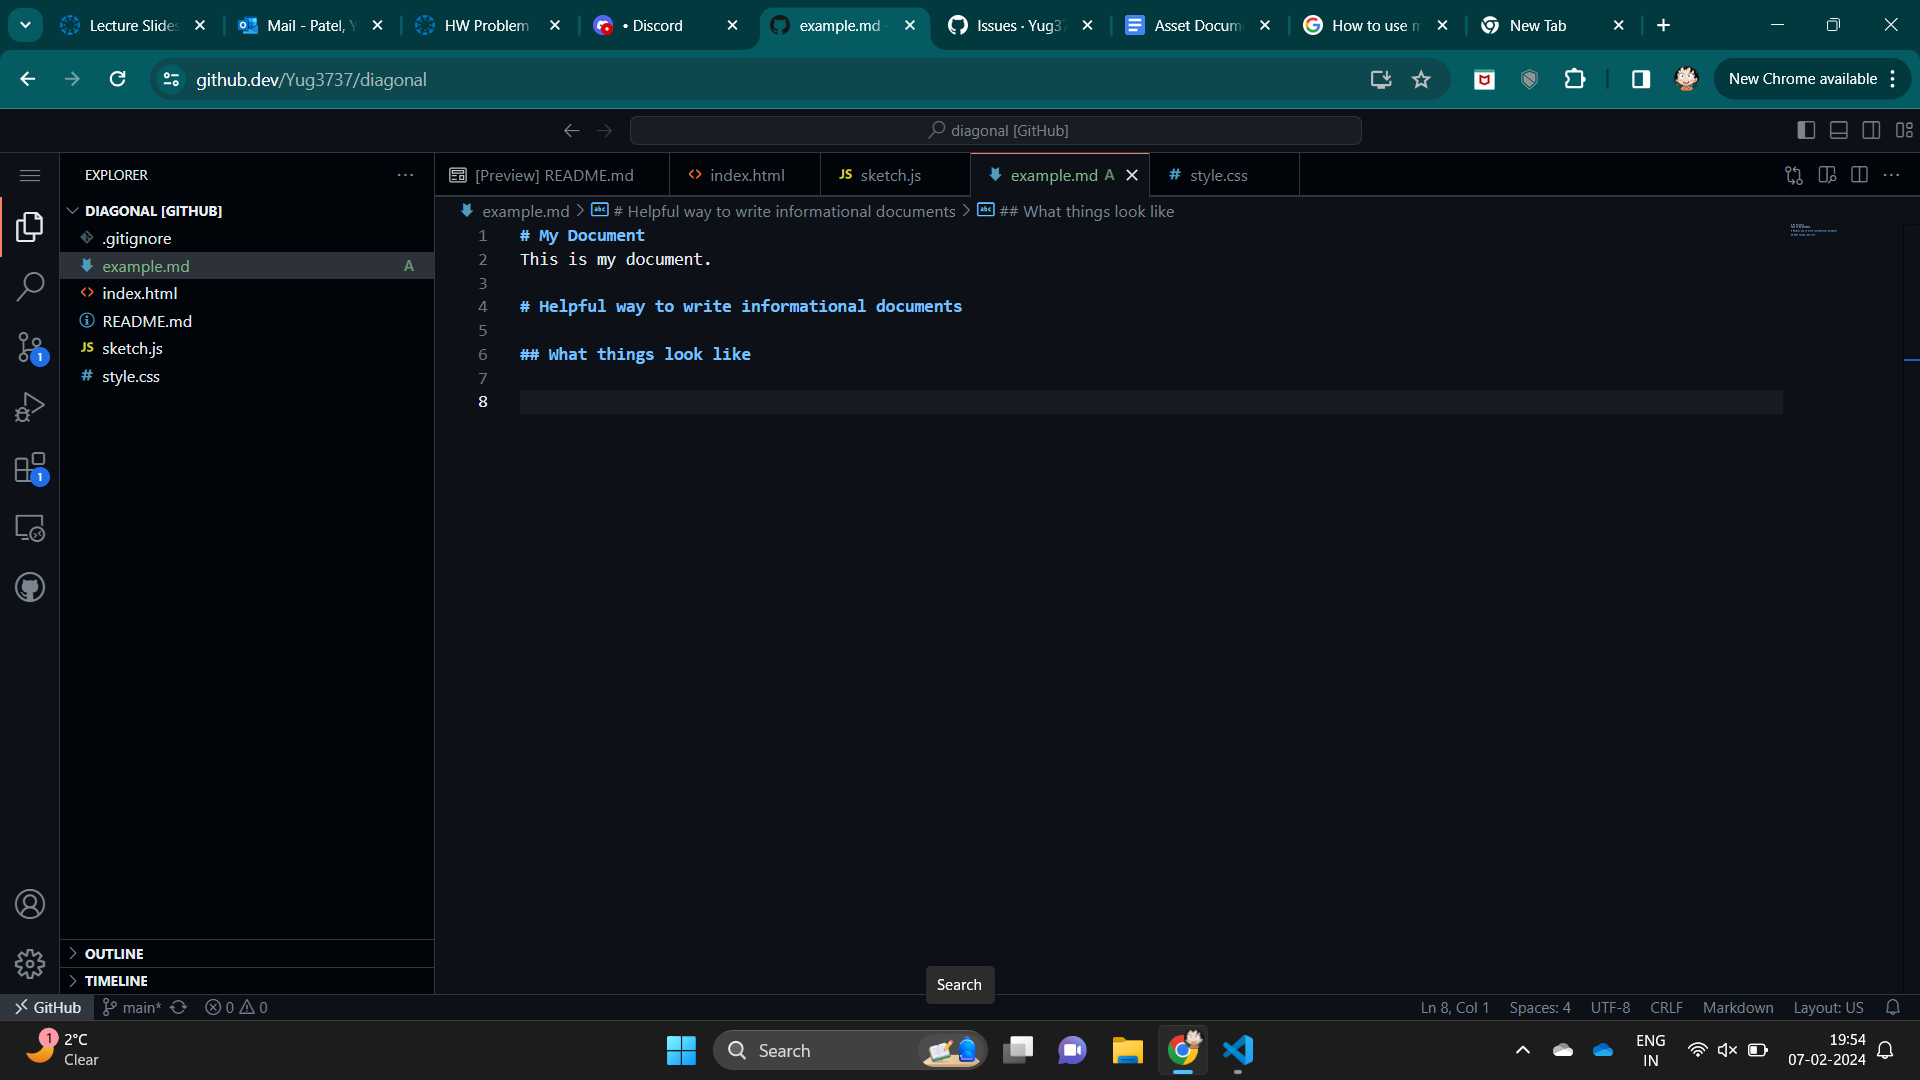 Lecture Slides
Mail - Patel, Y
HW Problem
• Discord
example.md -
Issues · Yug37
Asset Docum
How to use m
New Tab
github.dev/Yug3737/diagonal
New Chrome available
diagonal [GitHub]
EXPLORER
[Preview] README.md
index.html
JS sketch.js
example.md A
# style.css
DIAGONAL [GITHUB]
example.md > # Helpful way to write informational documents > ## What things look like
.gitignore
example.md A
index.html
README.md
JS sketch.js
# style.css
1 # My Document
2 This is my document.
3
4 # Helpful way to write informational documents
5
6 ## What things look like
7
8
1
1
OUTLINE
TIMELINE
Search
GitHub
main*
0 0
Ln 8, Col 1
Spaces: 4
UTF-8
CRLF
Markdown
Layout: US
1
2°C
Clear
Search
ENG
IN
19:54
07-02-2024